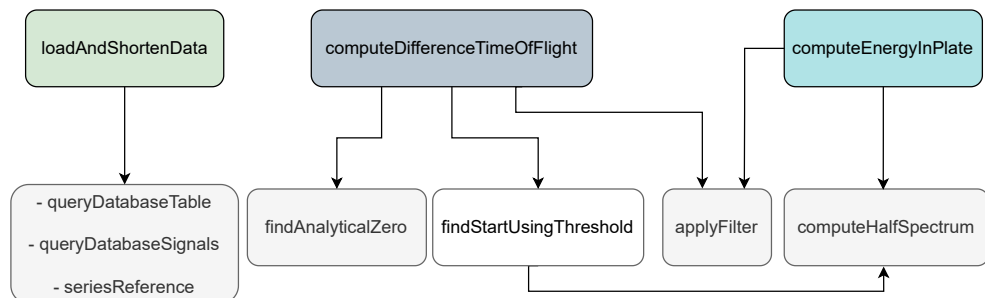 loadAndShortenData
computeDifferenceTimeOfFlight
computeEnergyInPlate
- queryDatabaseTable
- queryDatabaseSignals
- seriesReference
findAnalyticalZero
findStartUsingThreshold
applyFilter
computeHalfSpectrum